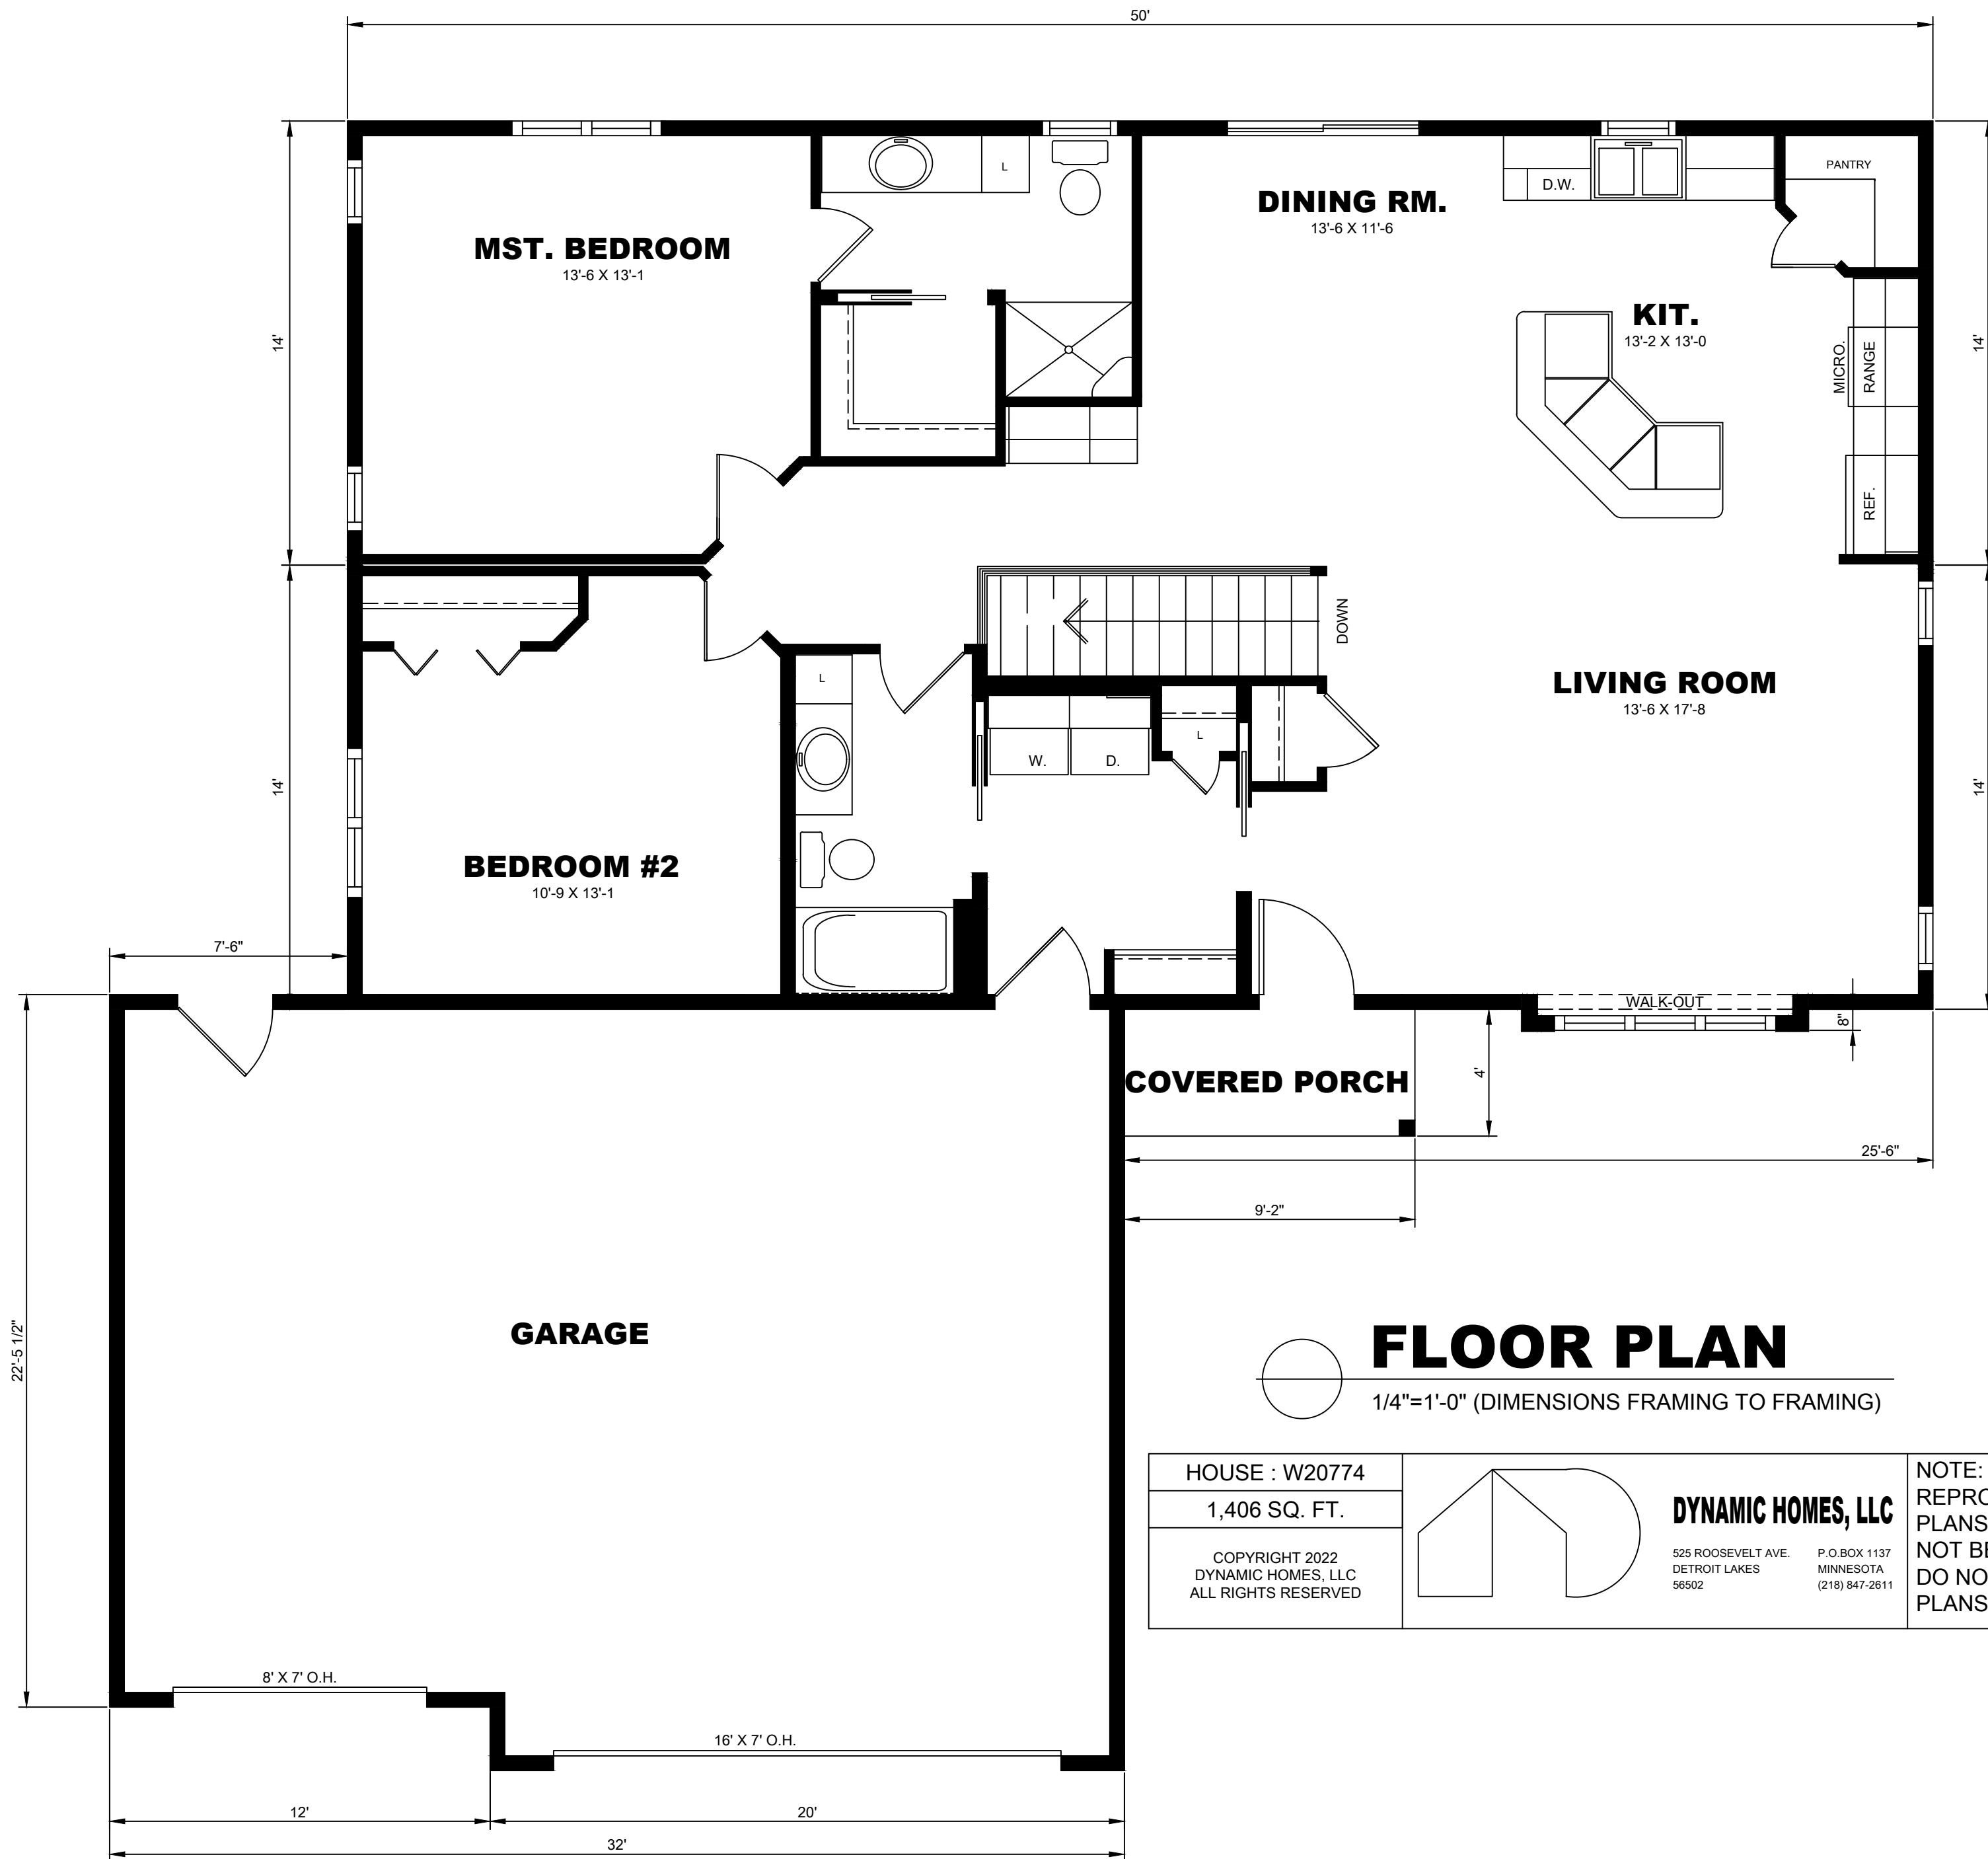 50'
L
PANTRY
D.W.
DINING RM.
13'-6 X 11'-6
MST. BEDROOM
13'-6 X 13'-1
KIT.
13'-2 X 13'-0
14'
14'
MICRO.
RANGE
REF.
DOWN
L
LIVING ROOM
13'-6 X 17'-8
L
W.
D.
14'
14'
BEDROOM #2
10'-9 X 13'-1
7'-6"
WALK-OUT
8"
COVERED PORCH
4'
25'-6"
9'-2"
22'-5 1/2"
GARAGE
FLOOR PLAN
1/4"=1'-0" (DIMENSIONS FRAMING TO FRAMING)
HOUSE : W20774
1,406 SQ. FT.
COPYRIGHT 2022
DYNAMIC HOMES, LLC
ALL RIGHTS RESERVED
DYNAMIC HOMES, LLC
525 ROOSEVELT AVE.
DETROIT LAKES
56502
P.O.BOX 1137
MINNESOTA
(218) 847-2611
NOTE:
PLANS
NOT
PLANS
8' X 7' O.H.
16' X 7' O.H.
12'
20'
32'